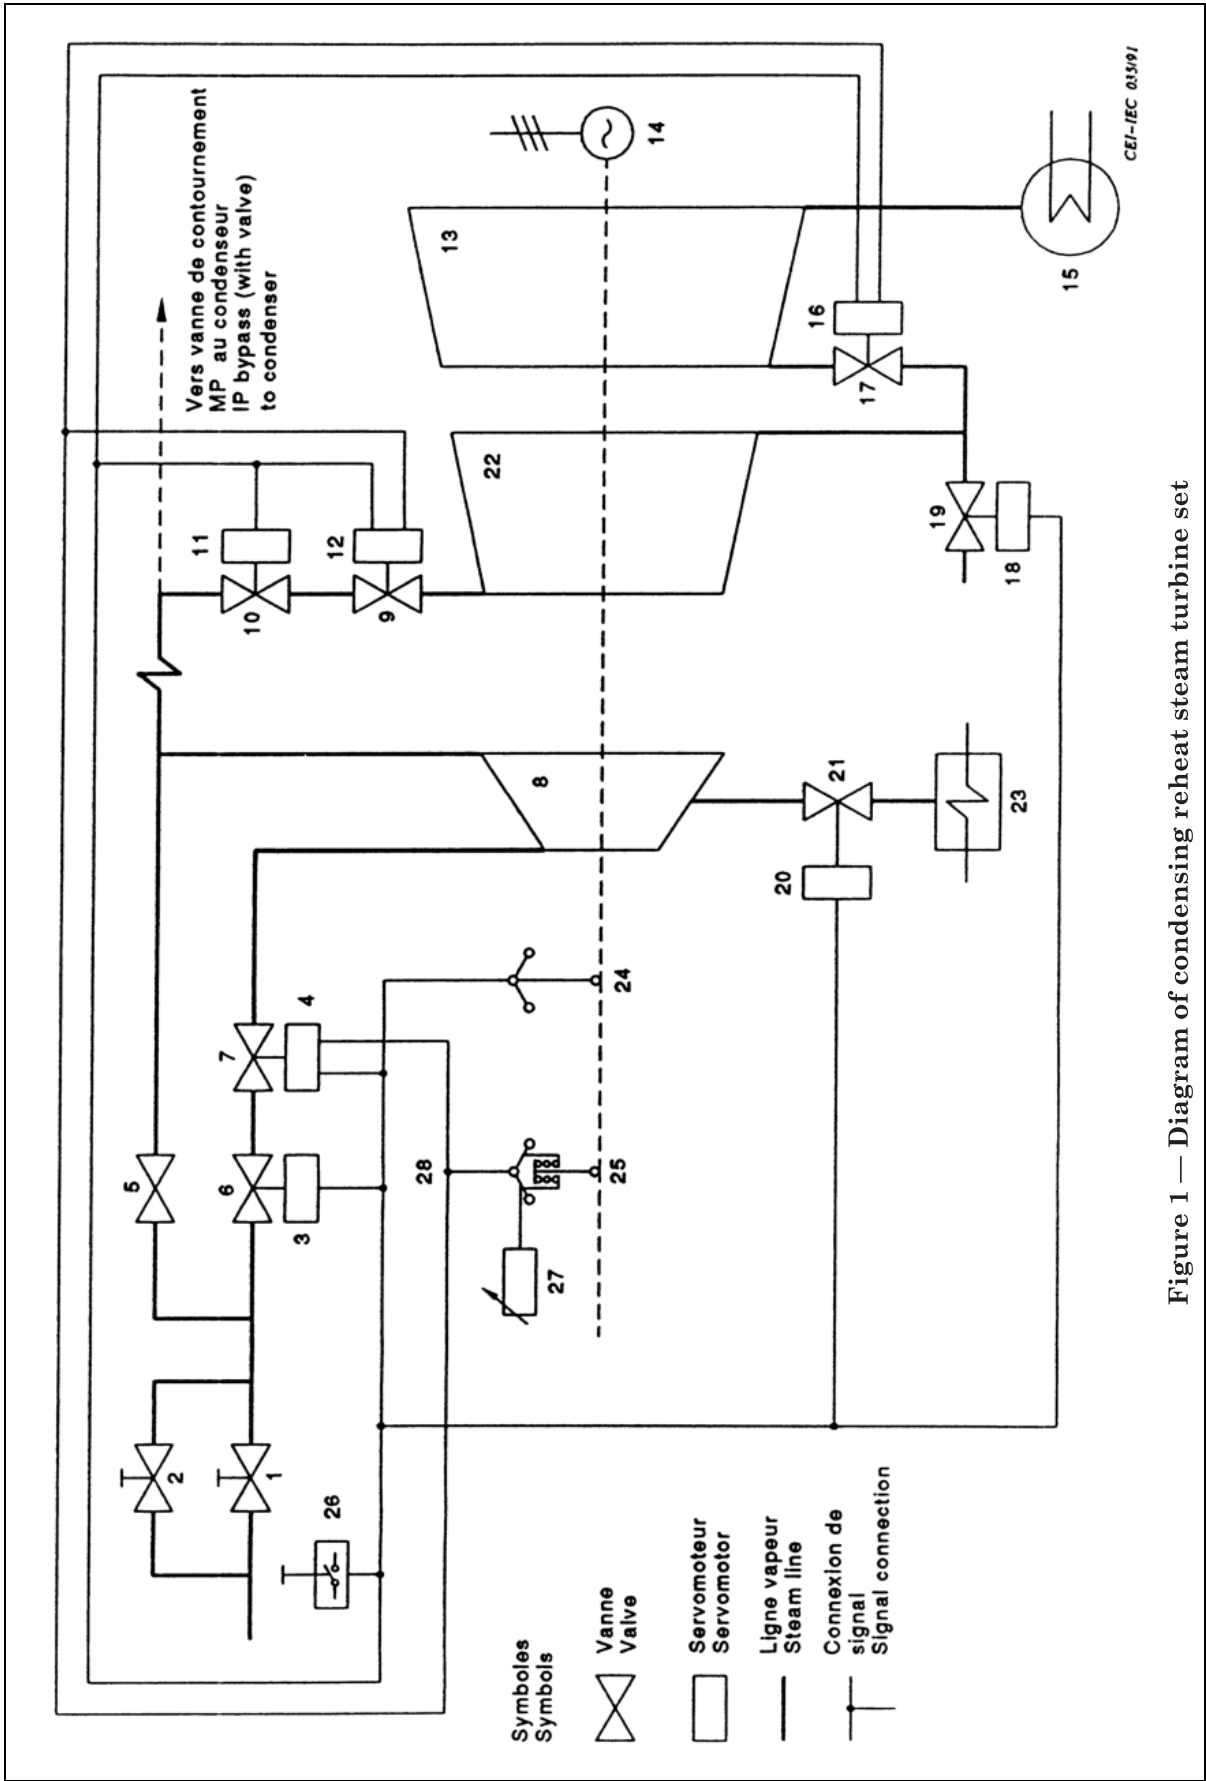 CEI-IEC 035/91
Vers vanne de contournement
MP au condenseur
IP bypass (with valve)
to condenser
14
13
15
16
17
22
11
12
10
9
19
18
8
21
23
20
24
4
7
5
6
3
28
25
27
2
1
26
Symboles
Symbols
Vanne
Valve
Servomoteur
Servomotor
Ligne vapeur
Steam line
Connexion de
signal
Signal connection
Figure 1 — Diagram of condensing reheat steam turbine set